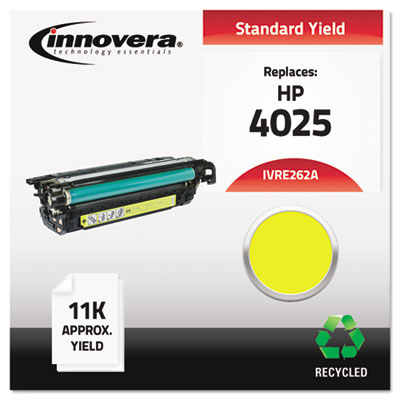 innovera
technology essentials
Standard Yield
Replaces:
HP
4025
IVRE262A
11K
APPROX.
YIELD
RECYCLED